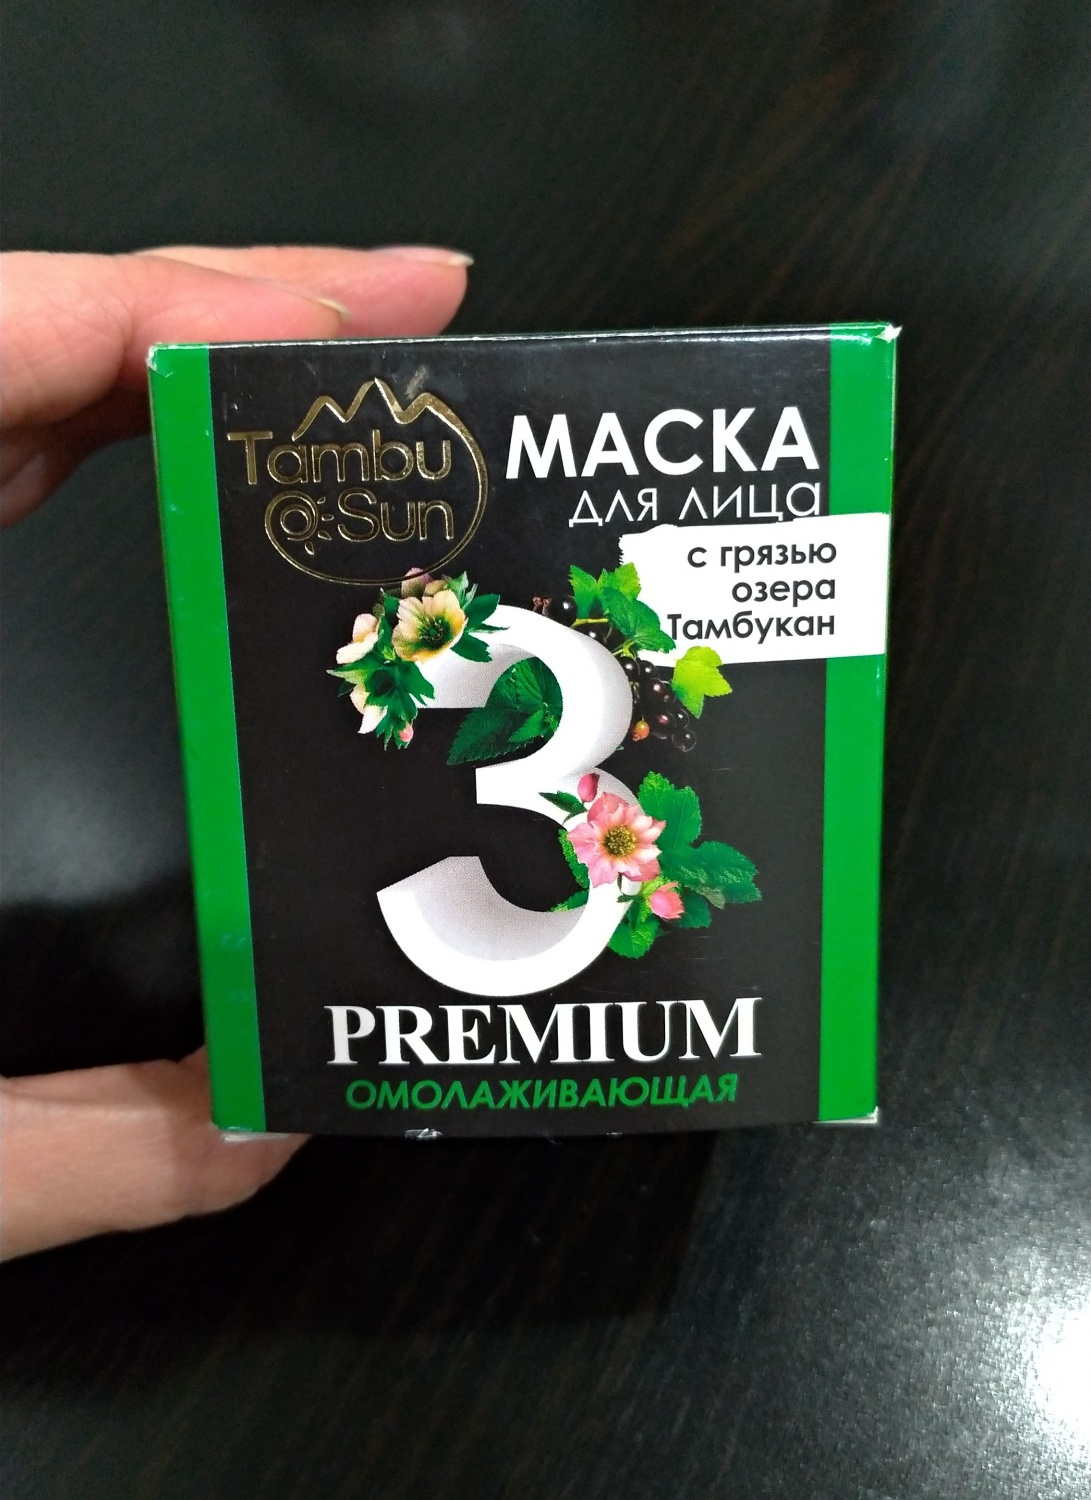 Tambu
Sun
МАСКА
ДЛЯ ЛИЦА
с грязью
озера
Тамбукан
3
PREMIUM
ОМОЛАЖИВАЮЩАЯ